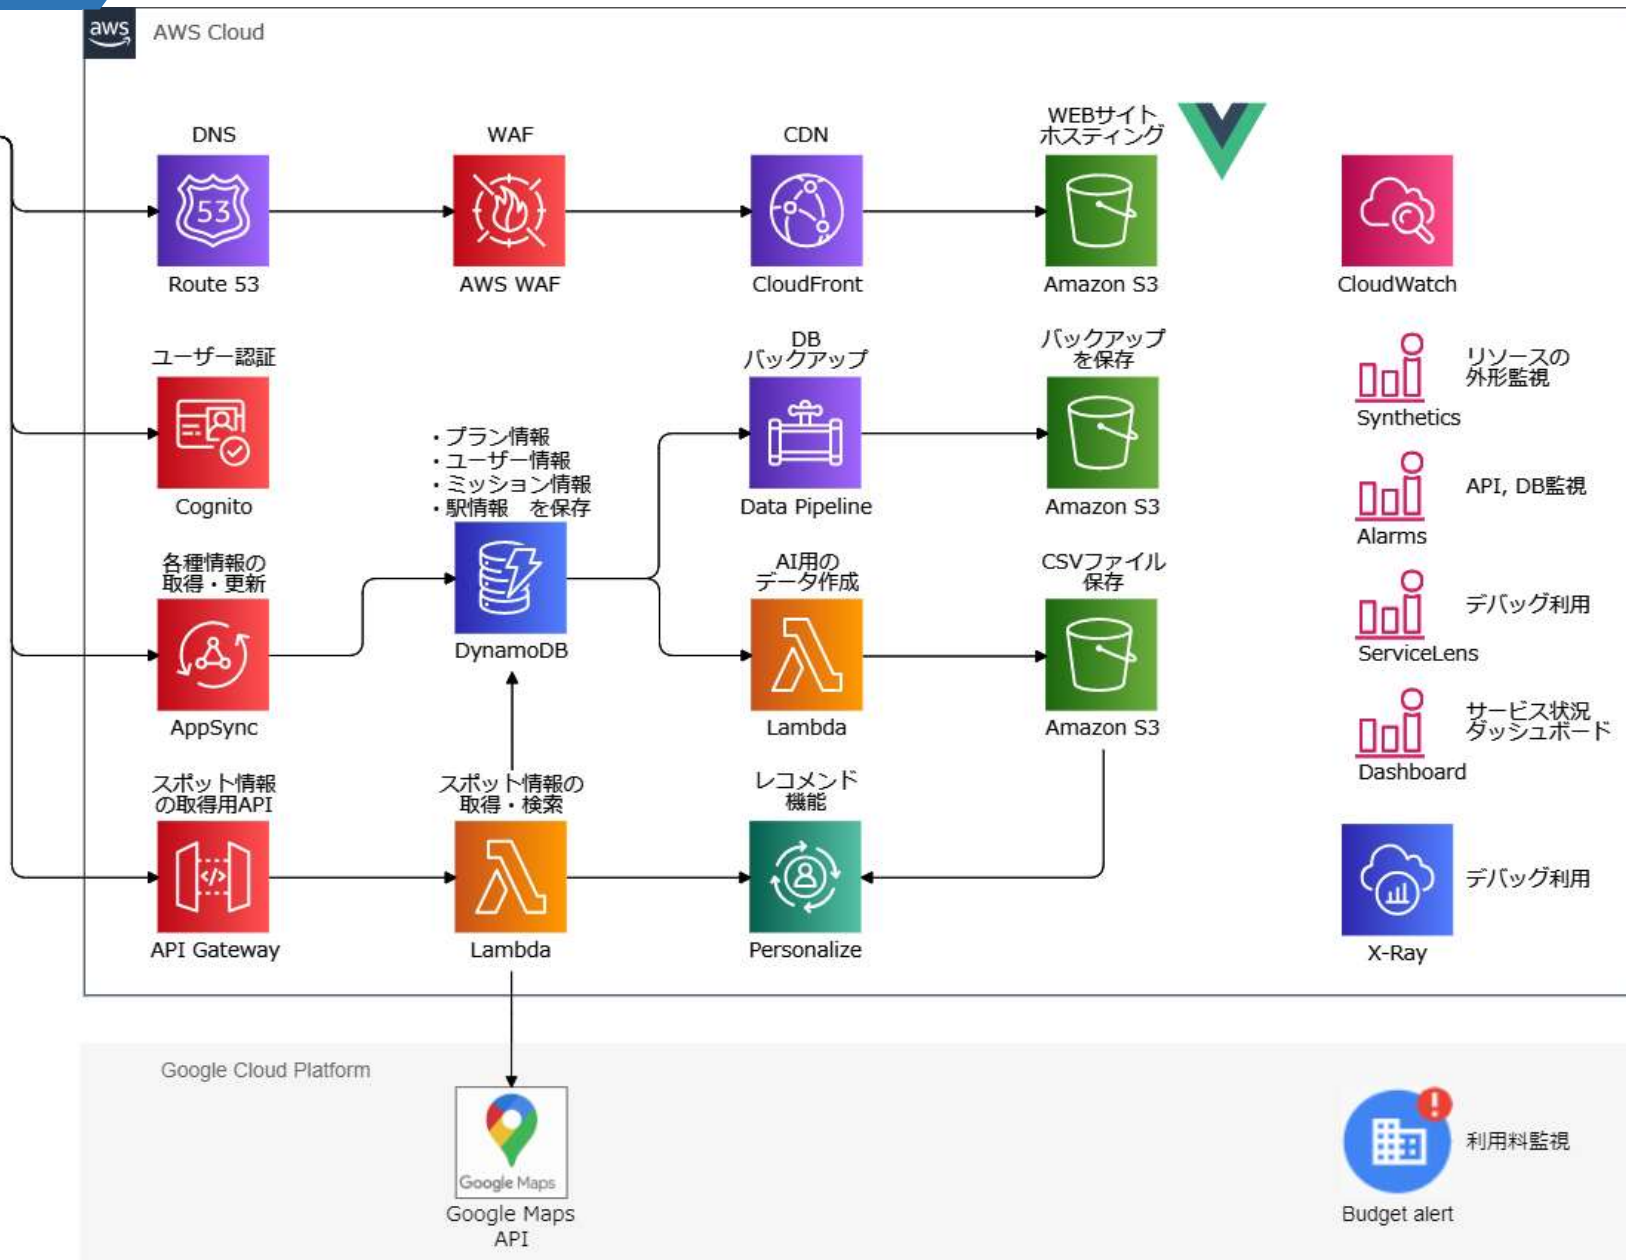 aws
AWS Cloud
DNS
WAF
CDN
WEBサイト
ホスティング
53
Route 53
AWS WAF
CloudFront
Amazon S3
CloudWatch
ユーザー認証
Cognito
・プラン情報
・ユーザー情報
・ミッション情報
・駅情報　を保存
DynamoDB
DB
バックアップ
Data Pipeline
バックアップ
を保存
Amazon S3
リソースの
外形監視
Synthetics
API, DB監視
Alarms
各種情報の
取得・更新
AppSync
AI用の
データ作成
Lambda
CSVファイル
保存
Amazon S3
デバッグ利用
ServiceLens
サービス状況
ダッシュボード
Dashboard
スポット情報
の取得用API
</>
API Gateway
スポット情報の
取得・検索
Lambda
レコメンド
機能
Personalize
デバッグ利用
X-Ray
Google Cloud Platform
Google Maps
Google Maps
API
!
利用料監視
Budget alert